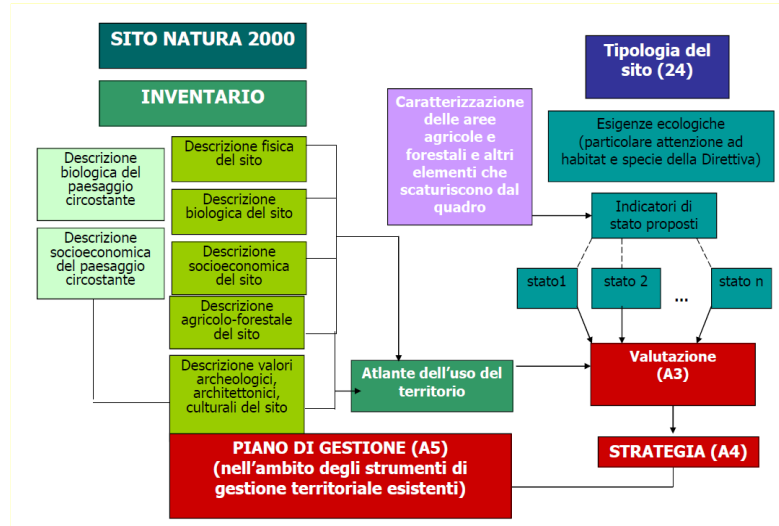 SITO NATURA 2000
INVENTARIO
Descrizione
biologica del
paesaggio
circostante
Descrizione
socioeconomica
del paesaggio
circostante
Descrizione fisica
del sito
Descrizione
biologica del sito
Descrizione
socioeconomica
del sito
Descrizione
agricolo-forestale
del sito
Descrizione valori
archeologici,
architettonici,
culturali del sito
PIANO DI GESTIONE (A5)
(nell'ambito degli strumenti di
gestione territoriale esistenti)
Caratterizzazione
delle aree
agricole e
forestali e altri
elementi che
scaturiscono dal
quadro
Atlante dell'uso del
territorio
Tipologia del
sito (24)
Esigenze ecologiche
(particolare attenzione ad
habitat e specie della Direttiva)
Indicatori di
stato proposti
stato1
stato 2
...
stato n
Valutazione
(A3)
STRATEGIA (A4)